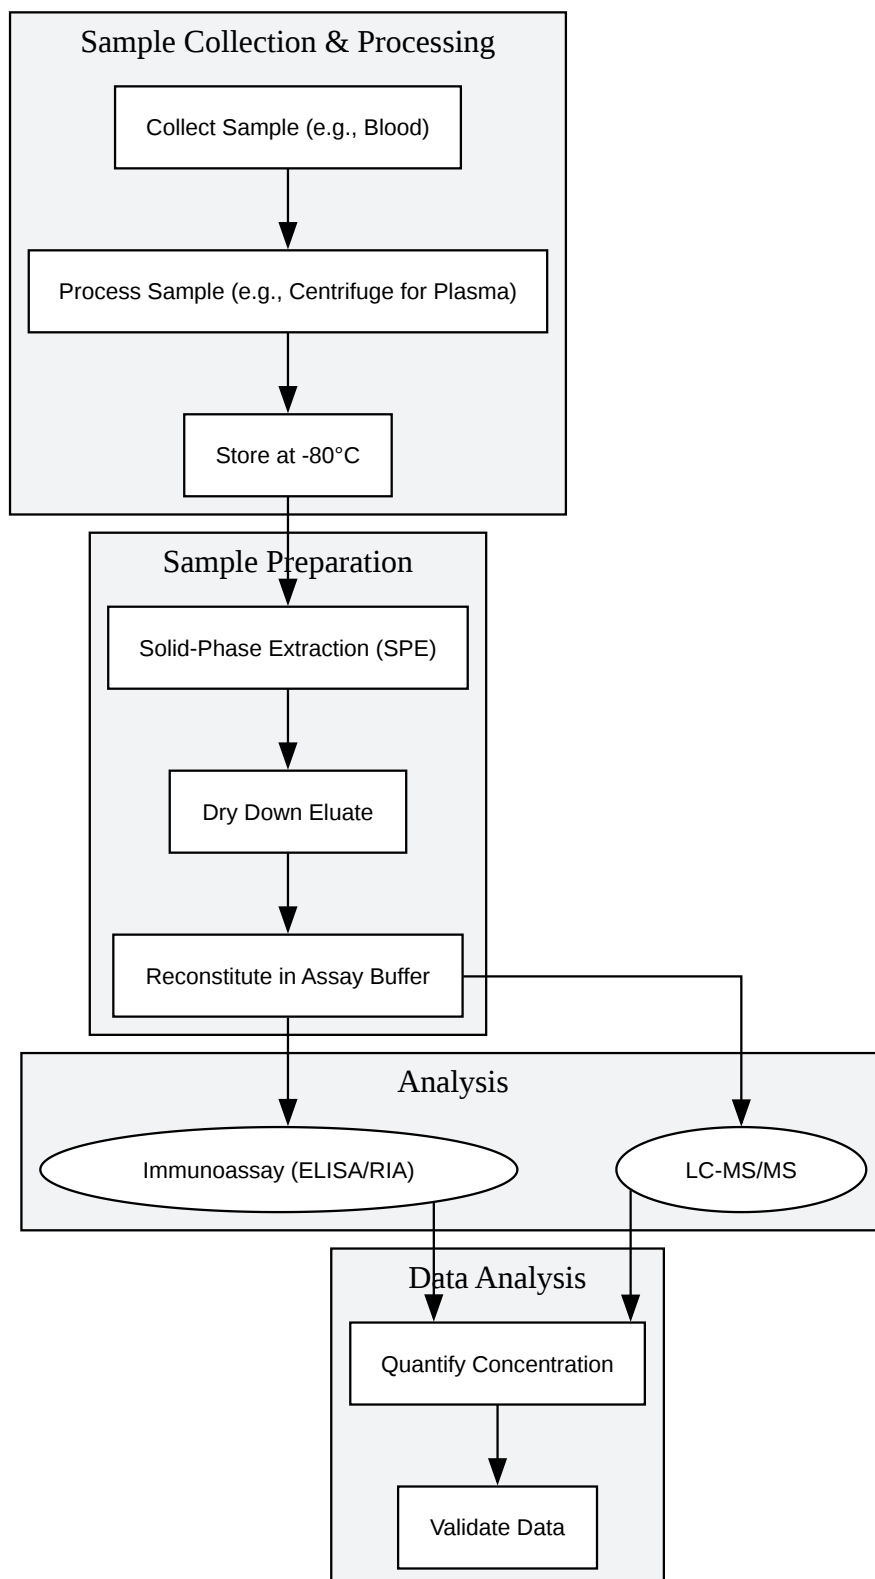 Sample Collection & Processing
Collect Sample (e.g., Blood)
Process Sample (e.g., Centrifuge for Plasma)
Store at -80°C
Sample Preparation
Solid-Phase Extraction (SPE)
Dry Down Eluate
Reconstitute in Assay Buffer
Analysis
Immunoassay (ELISA/RIA)
LC-MS/MS
Data Analysis
Quantify Concentration
Validate Data